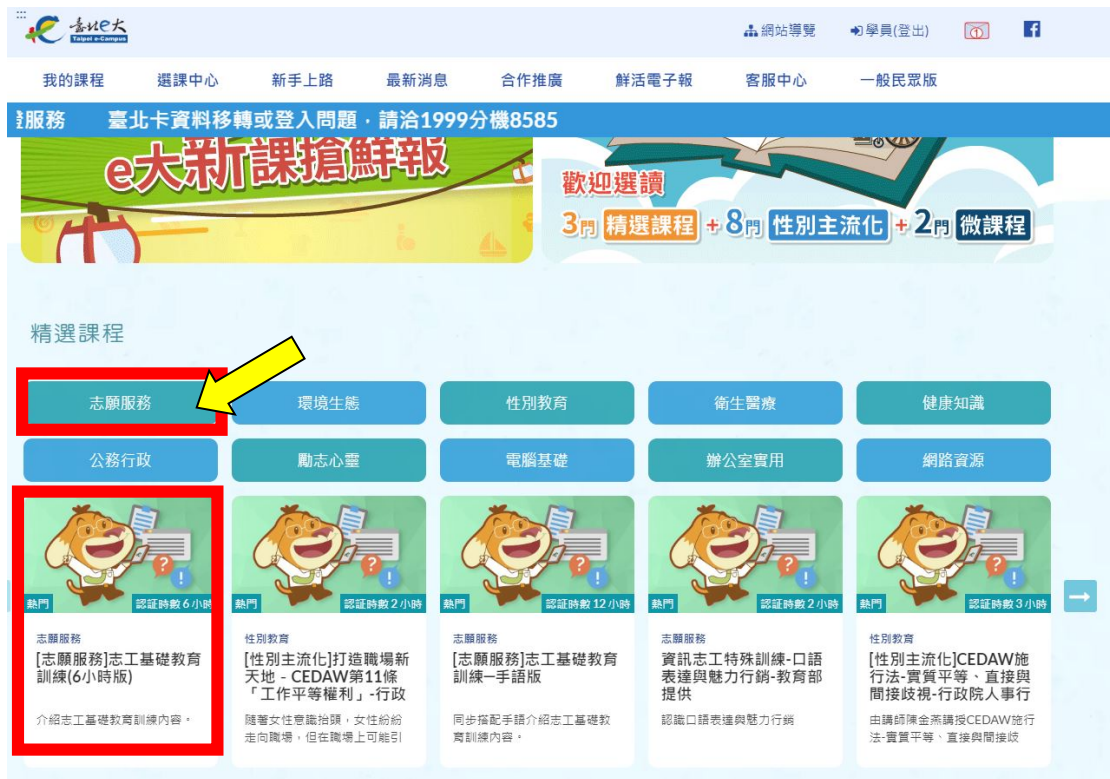 :::
臺北e大
Taipei e-Campus
網站導覽
學員(登出)
我的課程
選課中心
新手上路
最新消息
合作推廣
鮮活電子報
客服中心
一般民眾版
服務 臺北卡資料移轉或登入問題，請洽1999分機8585
e大新課搶鮮報
歡迎選讀
3門 精選課程 + 8門 性別主流化 + 2門 微課程
精選課程
志願服務
環境生態
性別教育
衛生醫療
健康知識
公務行政
勵志心靈
電腦基礎
辦公室實用
網路資源
熱門
認証時數 6 小時
志願服務
[志願服務]志工基礎教育
訓練(6小時版)
介紹志工基礎教育訓練內容。
熱門
認証時數 2 小時
性別教育
[性別主流化]打造職場新
天地 - CEDAW第11條
「工作平等權利」-行政
隨著女性意識抬頭，女性紛紛
走向職場，但在職場上可能引
熱門
認証時數 12 小時
志願服務
[志願服務]志工基礎教育
訓練—手語版
同步搭配手語介紹志工基礎教
育訓練內容。
熱門
認証時數 2 小時
志願服務
資訊志工特殊訓練-口語
表達與魅力行銷-教育部
提供
認識口語表達與魅力行銷
熱門
認証時數 3 小時
性別教育
[性別主流化]CEDAW施
行法-實質平等、直接與
間接歧視-行政院人事行
由講師陳金燕講授CEDAW施行
法-實質平等、直接與間接歧